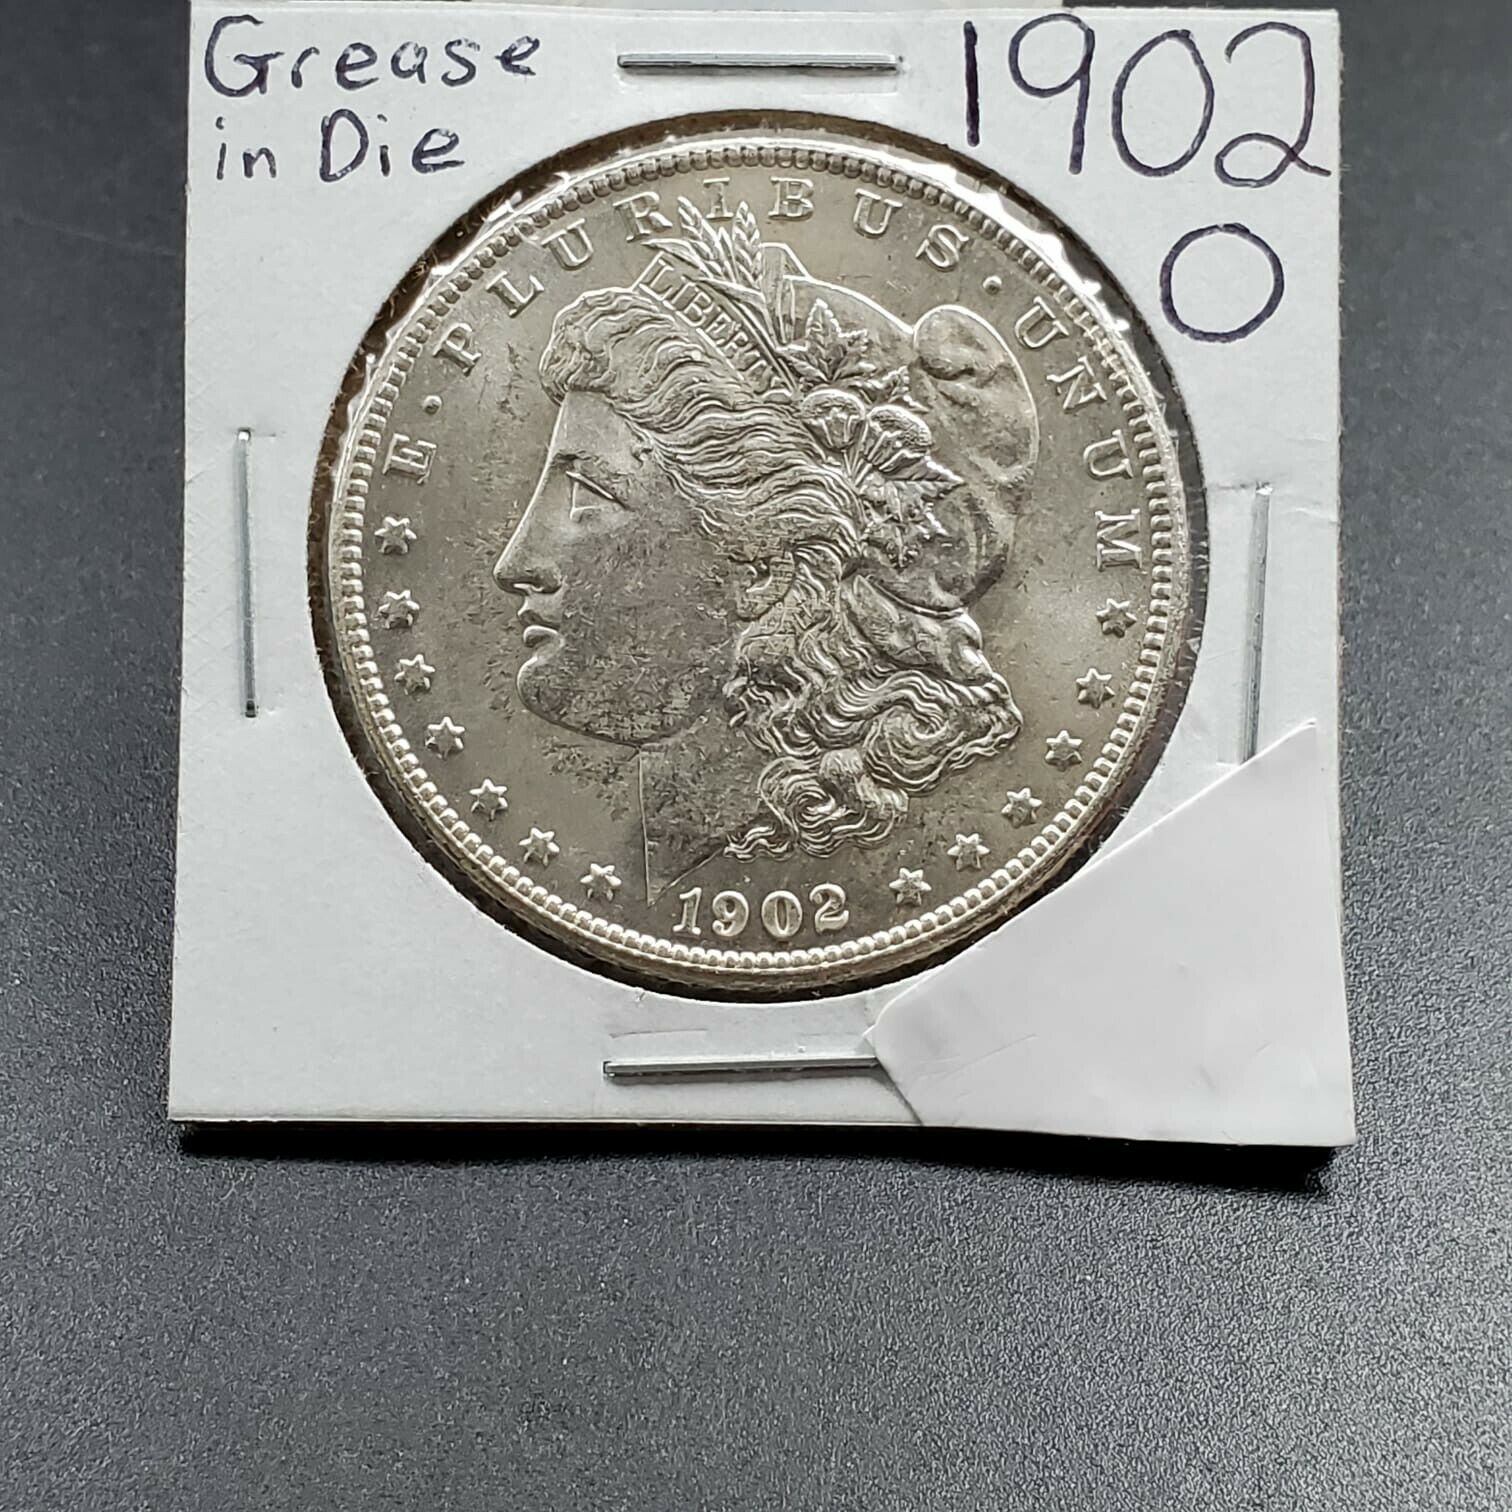 Grease
in Die
1902
O
E · PLURIBUS · UNUM
LIBERTY
1902